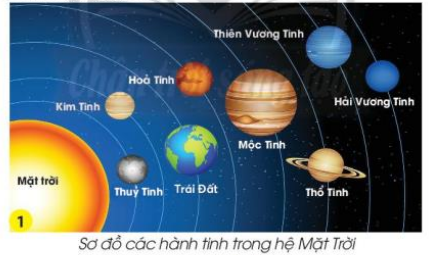 Thiên Vương Tinh
Hoả Tinh
Hải Vương Tinh
Kim Tinh
Mộc Tinh
Mặt trời
Thuỷ Tinh
Trái Đất
Thổ Tinh
1
Sơ đồ các hành tinh trong hệ Mặt Trời